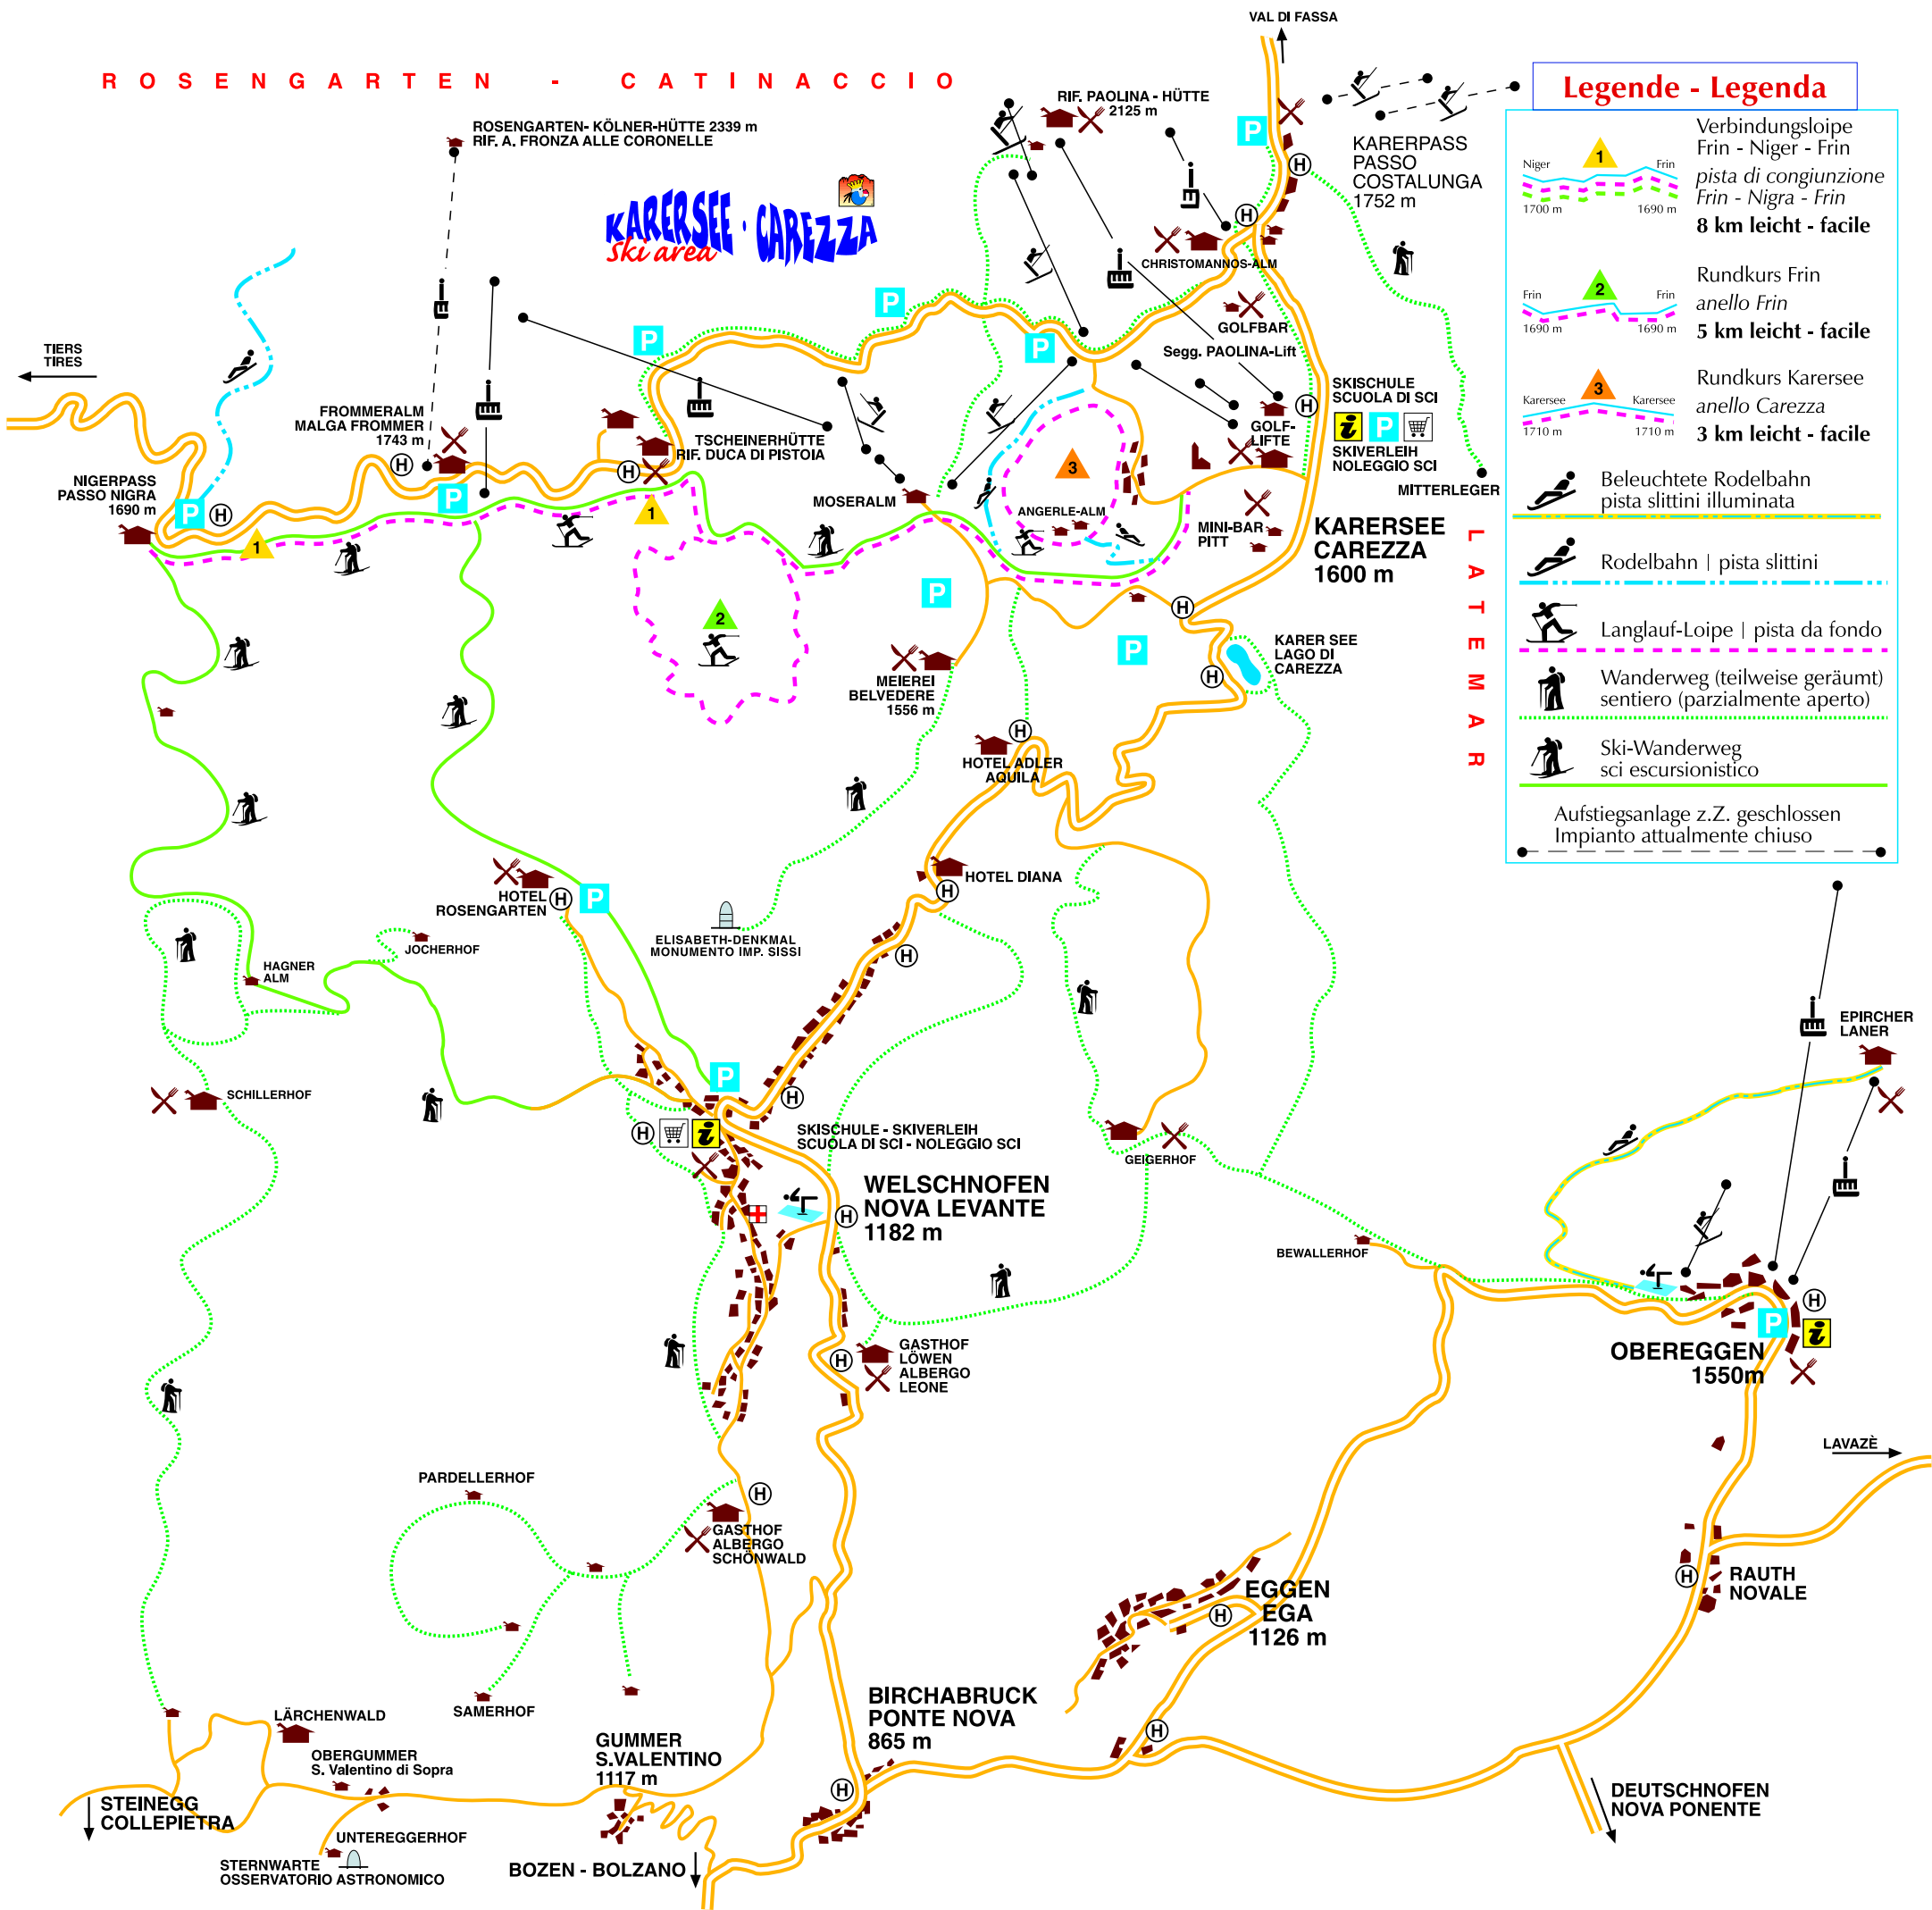 VAL DI FASSA
ROSENGARTEN - CATINACCIO
Legende - Legenda
RIF. PAOLINA - HÜTTE
2125 m
ROSENGARTEN- KÖLNER-HÜTTE 2339 m
RIF. A. FRONZA ALLE CORONELLE
P
KARERPASS
PASSO
COSTALUNGA
1752 m
H
KARERSEE · CAREZZA
Ski area
H
CHRISTOMANNOS-ALM
1
Niger
Frin
1700 m
1690 m
Verbindungsloipe
Frin - Niger - Frin
pista di congiunzione
Frin - Nigra - Frin
8 km leicht - facile
2
Frin
Frin
1690 m
1690 m
Rundkurs Frin
anello Frin
5 km leicht - facile
3
Karersee
Karersee
1710 m
1710 m
Rundkurs Karersee
anello Carezza
3 km leicht - facile
Beleuchtete Rodelbahn
pista slittini illuminata
Rodelbahn | pista slittini
Langlauf-Loipe | pista da fondo
Wanderweg (teilweise geräumt)
sentiero (parzialmente aperto)
Ski-Wanderweg
sci escursionistico
Aufstiegsanlage z.Z. geschlossen
Impianto attualmente chiuso
P
P
P
GOLFBAR
Segg. PAOLINA-Lift
TIERS
TIRES
SKISCHULE
SCUOLA DI SCI
i
P
SKIVERLEIH
NOLEGGIO SCI
H
GOLF-
LIFTE
FROMMERALM
MALGA FROMMER
1743 m
H
P
TSCHEINERHÜTTE
RIF. DUCA DI PISTOIA
H
NIGERPASS
PASSO NIGRA
1690 m
P
H
1
1
MOSERALM
3
ANGERLE-ALM
MITTERLEGER
MINI-BAR
PITT
KARERSEE
CAREZZA
1600 m
LATEMAR
P
H
2
P
KARER SEE
LAGO DI
CAREZZA
H
MEIEREI
BELVEDERE
1556 m
H
HOTEL ADLER
AQUILA
HOTEL DIANA
H
HOTEL
ROSENGARTEN
H
P
ELISABETH-DENKMAL
MONUMENTO IMP. SISSI
H
JOCHERHOF
HAGNER
ALM
EPIRCHER
LANER
P
H
SCHILLERHOF
H
i
SKISCHULE - SKIVERLEIH
SCUOLA DI SCI - NOLEGGIO SCI
GEIGERHOF
WELSCHNOFEN
NOVA LEVANTE
1182 m
H
BEWALLERHOF
H
P
i
OBEREGGEN
1550m
H
GASTHOF
LÖWEN
ALBERGO
LEONE
LAVAZÈ
PARDELLERHOF
H
GASTHOF
ALBERGO
SCHÖNWALD
H
RAUTH
NOVALE
EGGEN
EGA
1126 m
H
SAMERHOF
LÄRCHENWALD
BIRCHABRUCK
PONTE NOVA
865 m
H
H
GUMMER
S.VALENTINO
1117 m
OBERGUMMER
S. Valentino di Sopra
STEINEGG
COLLEPIETRA
DEUTSCHNOFEN
NOVA PONENTE
UNTEREGGERHOF
STERNWARTE
OSSERVATORIO ASTRONOMICO
BOZEN - BOLZANO